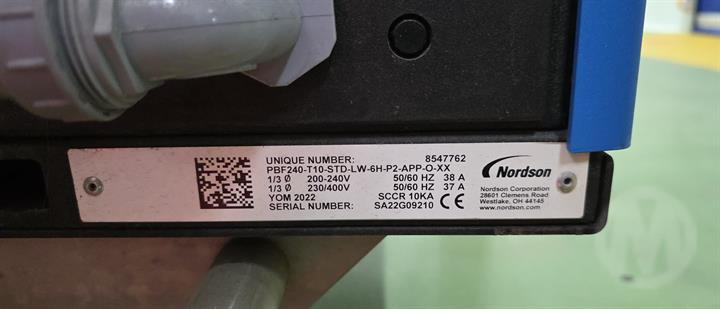 UNIQUE NUMBER: 8547762
PBF240-T10-STD-LW-6H-P2-APP-O-XX
1/3 Ø 200-240V 50/60 HZ 38 A
1/3 Ø 230/400V 50/60 HZ 37 A
YOM 2022 SCCR 10KA
SERIAL NUMBER: SA22G09210
CE
Nordson
Nordson Corporation
28601 Clemens Road
Westlake, OH 44145
www.nordson.com
M